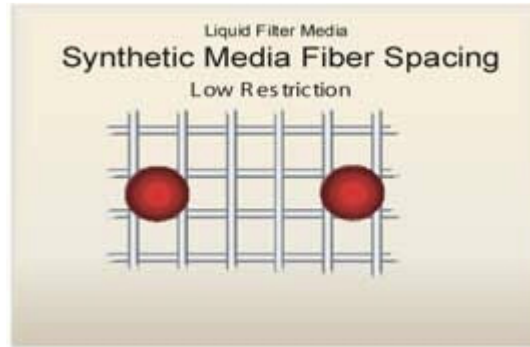 Liquid Filter Media
Synthetic Media Fiber Spacing
Low Restriction